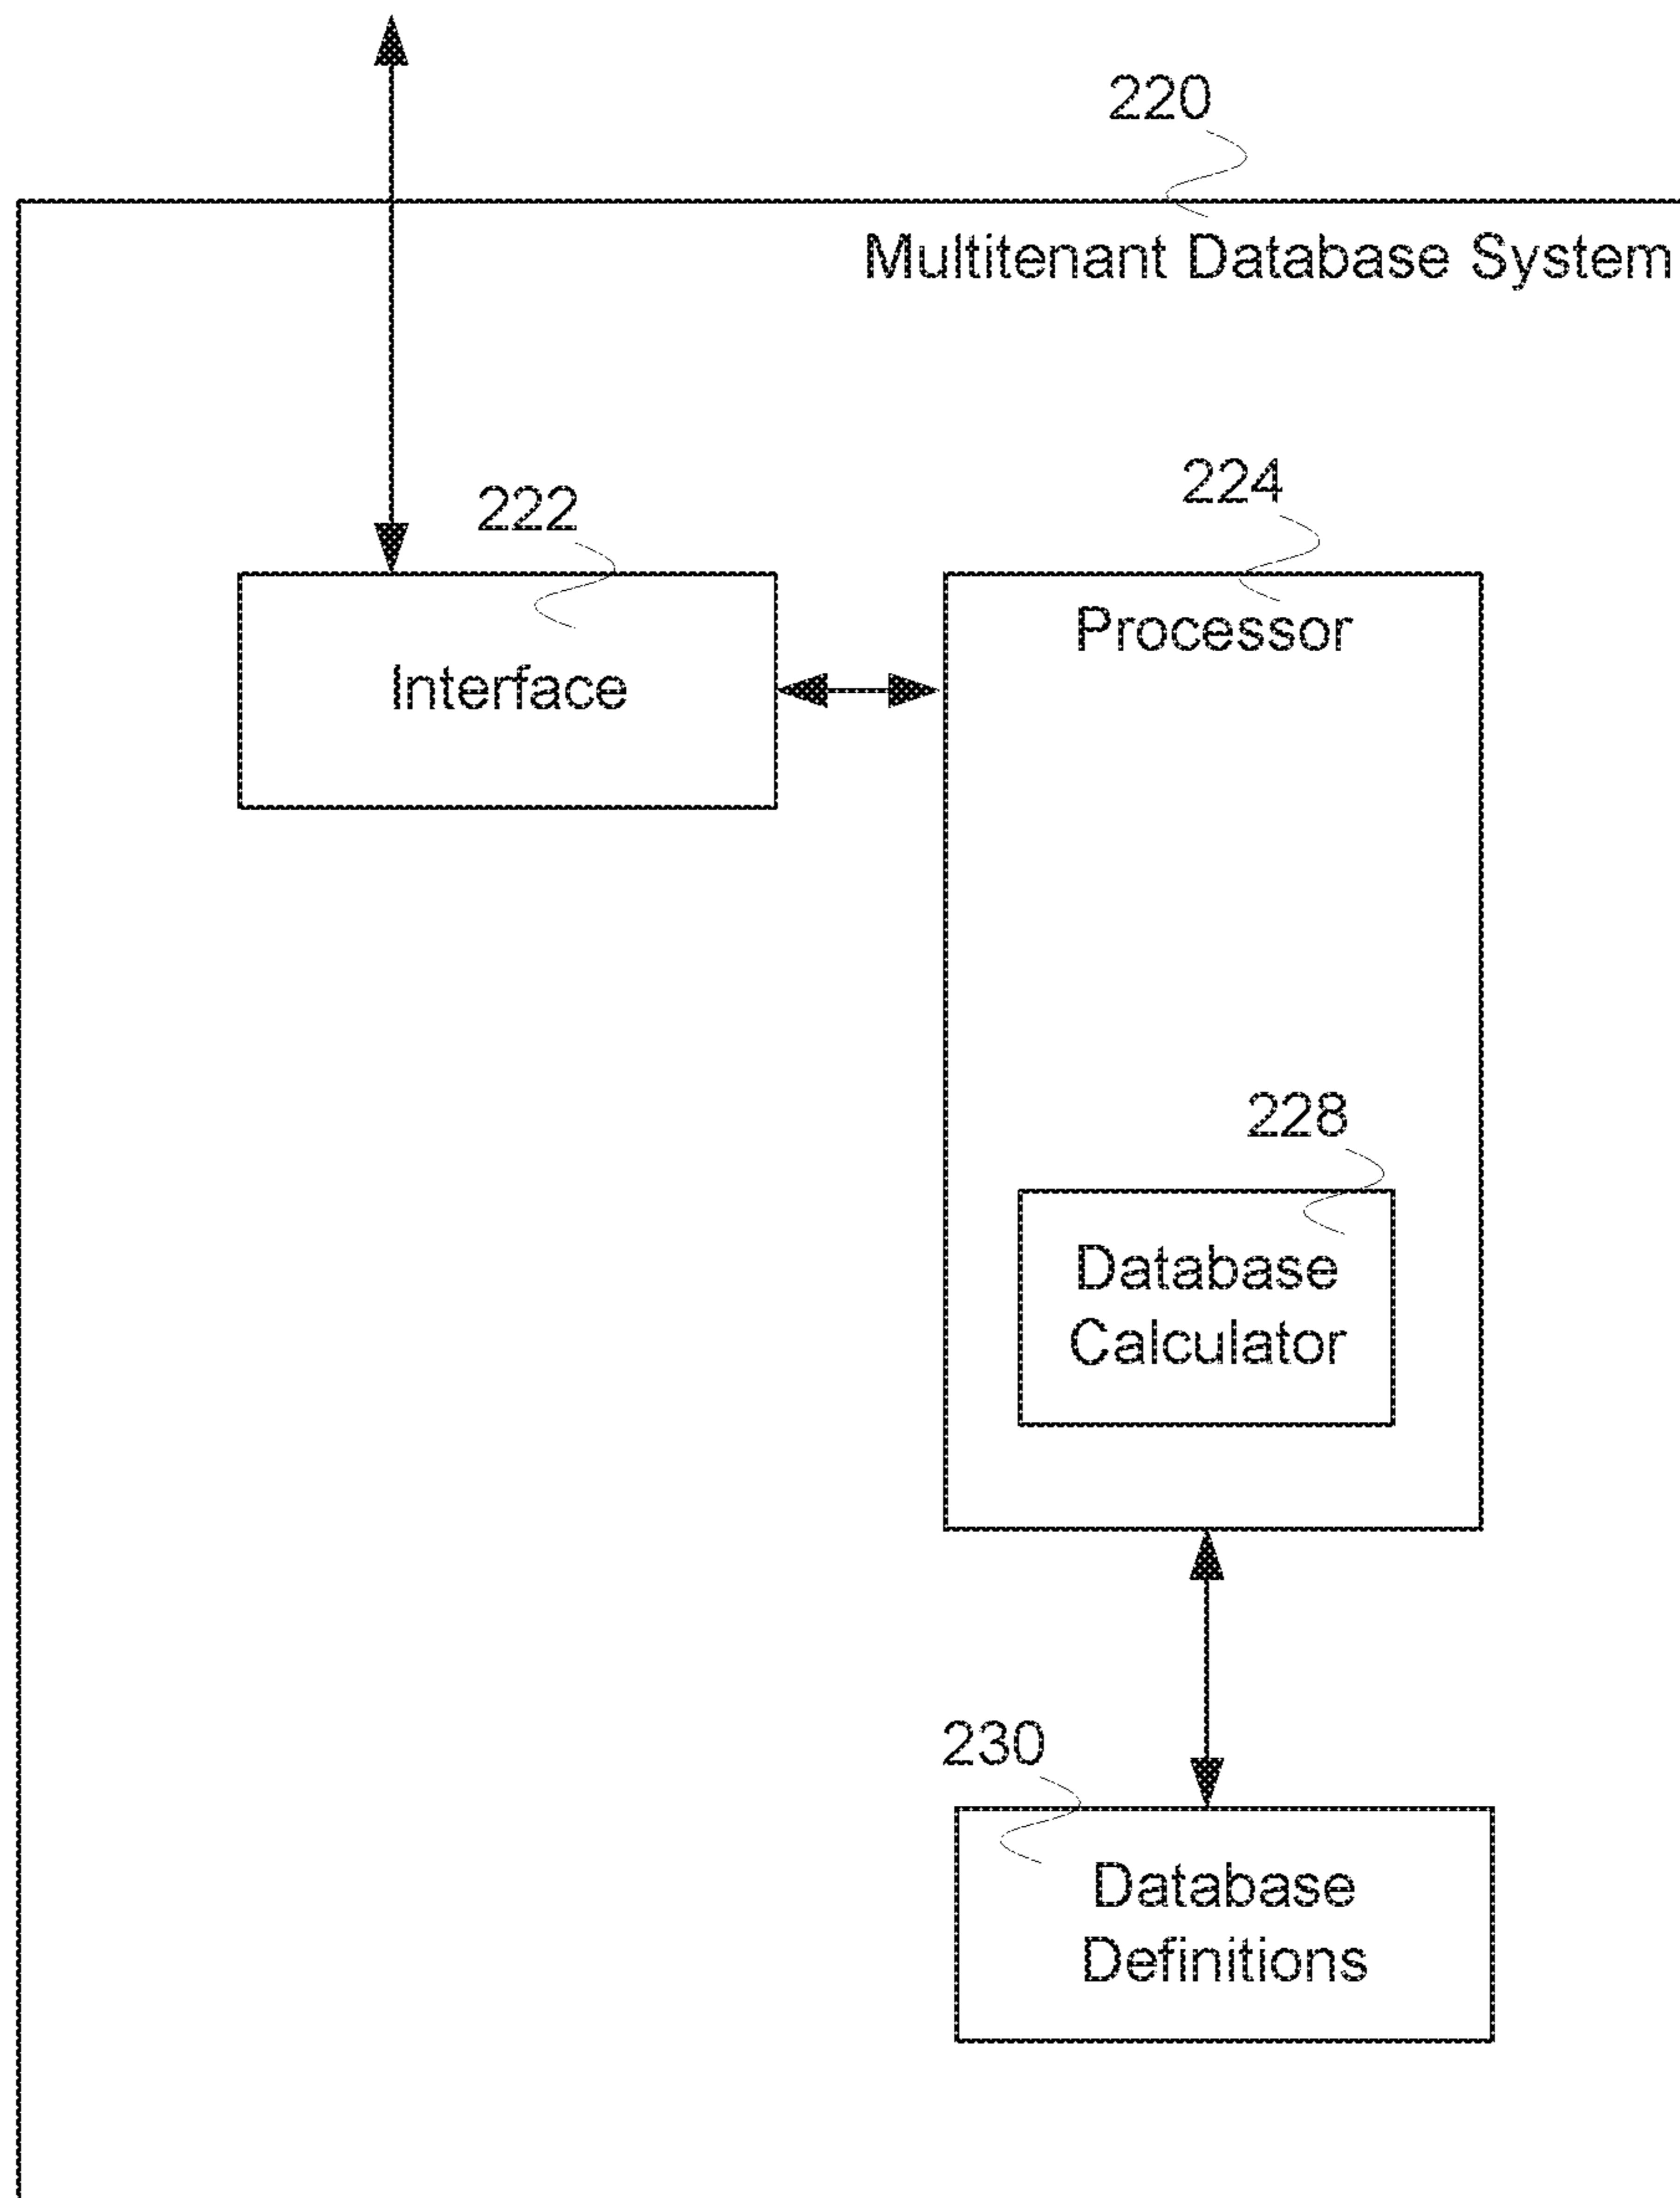 220
Multitenant Database System
222
224
Interface
Processor
228
Database
Calculator
230
Database
Definitions